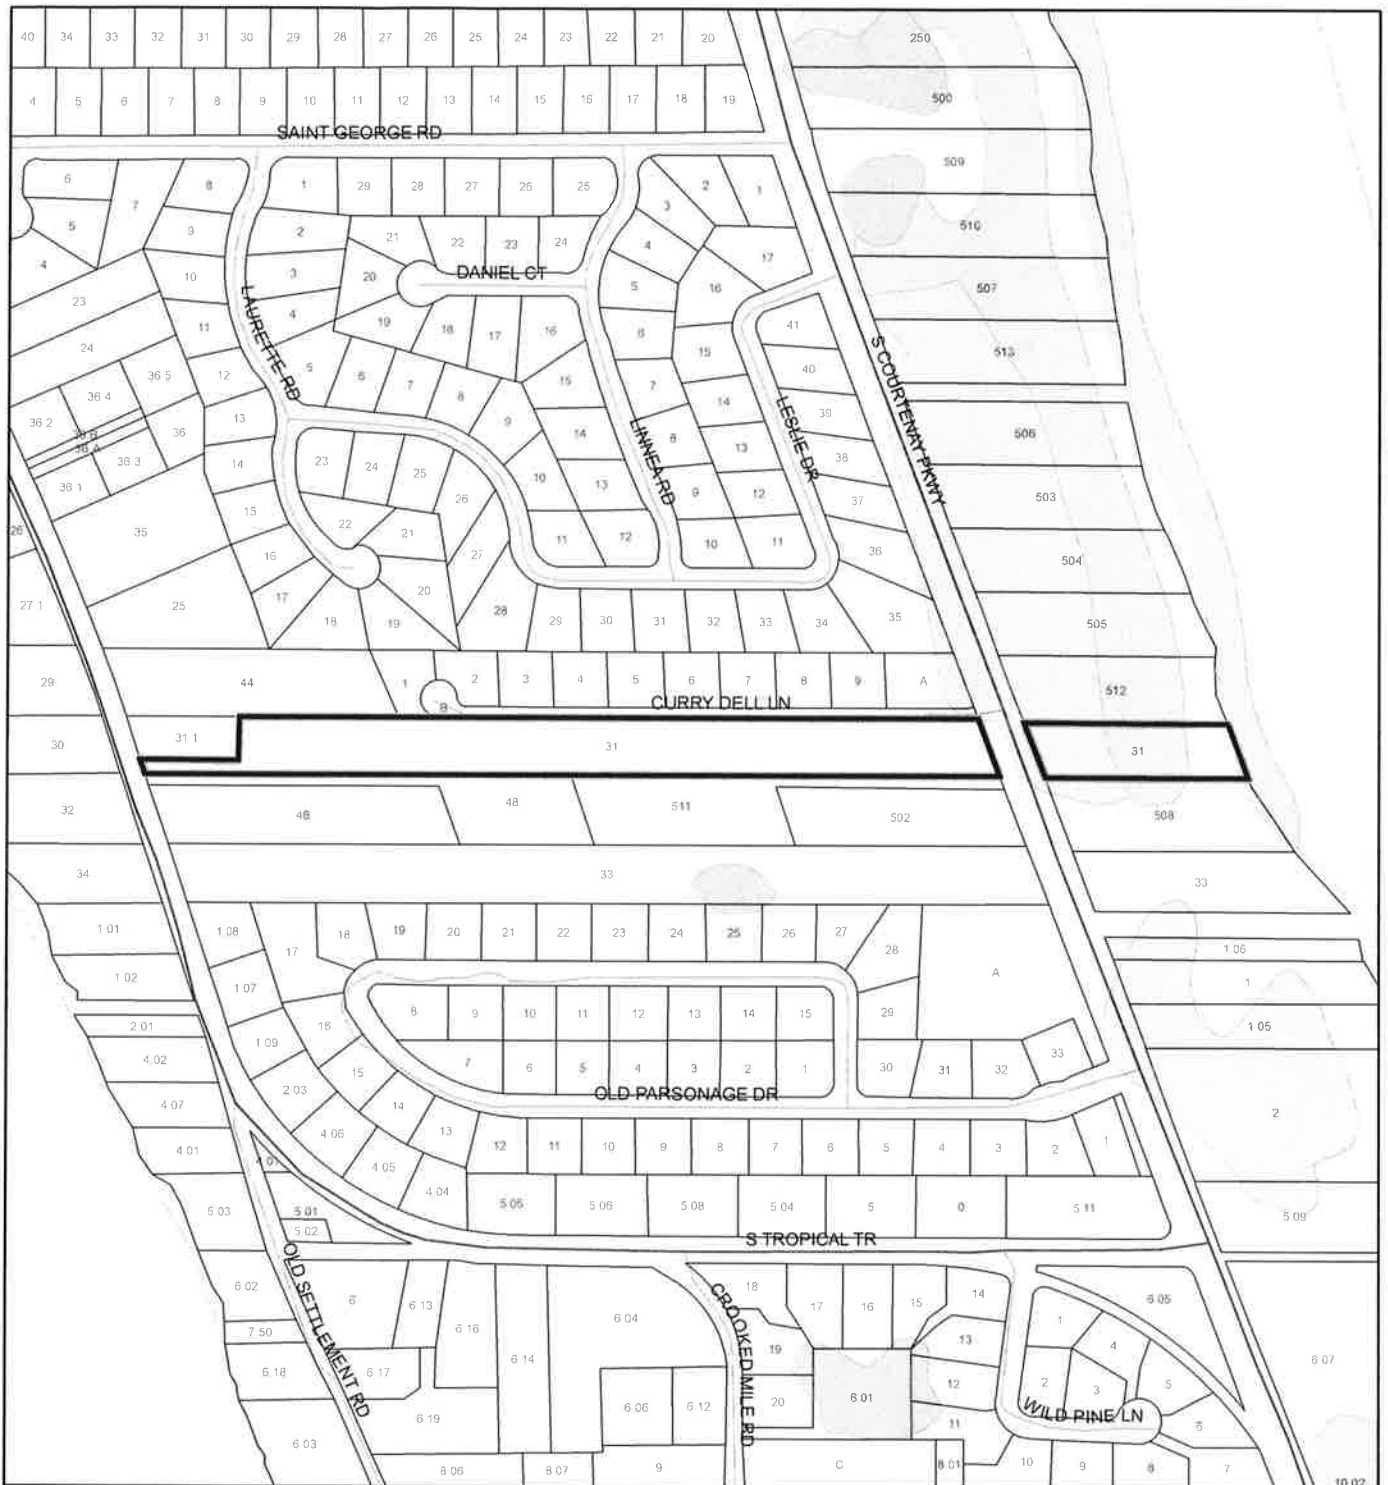 40 34 33 32 31 30 29 28 27 26 25 24 23 22 21 20 250
4 5 6 7 8 9 10 11 12 13 14 15 16 17 18 19 500
SAINT GEORGE RD
509
6 7 8 1 29 28 27 26 25 2 1
5 9 2 21 22 23 24 3 4 17 510
4 10 3 20 DANIEL CT 5 16 507
23 11 4 19 18 17 16 6 15 41 513
24 LAURETTE RD S COURTENAY PKWY
36 5 12 5 6 7 8 15 7 14 40
36 4 13 9 14 8 13 39 506
36 2 36 LINNEA RD LESLIE DR
36 B
36 A
36 3 14 23 24 25 10 13 9 12 38 503
36 1 15 26 37
26 35 22 21 11 12 10 11 36 504
16 27
27 1 25 17 18 19 20 28 29 30 31 32 33 34 35 505
29 44 1 2 3 4 5 6 7 8 9 A 512
B CURRY DELL LN
30 31 1 31 31
32 48 48 511 502 508
34 33 33
1 01 1 08 17 18 19 20 21 22 23 24 25 26 27 28 1 06
1 02 1 07 A 1
2 01 16 8 9 10 11 12 13 14 15 29 1 05
4 02 1 09 15 7 6 5 4 3 2 1 30 31 32 33
4 07 2 03 14 OLD PARSONAGE DR 2
4 01 4 06 13 12 11 10 9 8 7 6 5 4 3 2 1
4 01 4 05
5 03 5 01 4 04 5 05 5 06 5 08 5 04 5 0 5 11 5 09
5 02
S TROPICAL TR
OLD SETTLEMENT RD
6 02 6 6 13 6 16 6 14 6 04 CROOKED MILE RD 18 17 16 15 14 6 05
7 50 19 13 1 4 6 07
6 18 6 17 6 06 6 12 20 6 01 12 2 3 5
6 19 11 WILD PINE LN 6
6 03 8 06 8 07 9 C 8 01 10 9 8 7
10 02